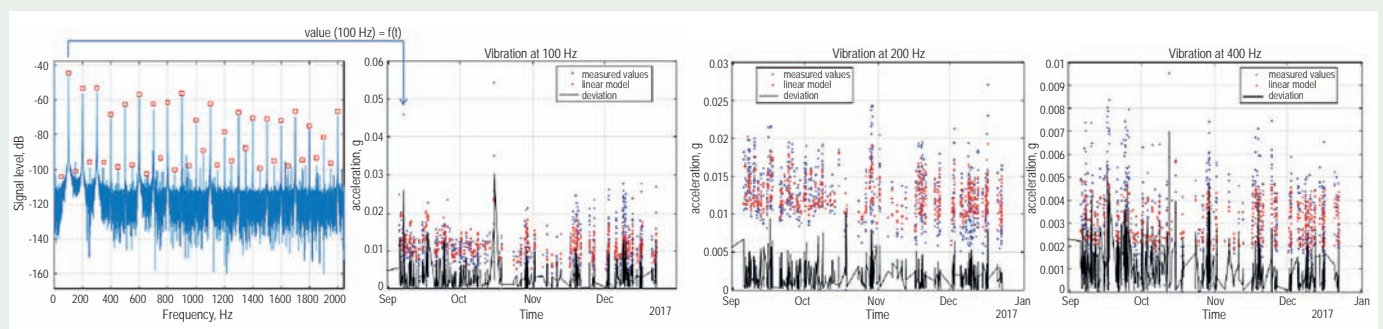 value (100 Hz) = f(t)
-40
-60
-80
-100
-120
-140
-160
Signal level, dB
0 200 400 600 800 1000 1200 1400 1600 1800 2000
Frequency, Hz
Vibration at 100 Hz
measured values
linear model
deviation
0.06
0.05
0.04
0.03
0.02
0.01
0
acceleration, g
Sep Oct Nov Dec
Time
2017
Vibration at 200 Hz
measured values
linear model
deviation
0.03
0.025
0.02
0.015
0.01
0.005
0
acceleration, g
Sep Oct Nov Dec Jan
Time
2017
Vibration at 400 Hz
measured values
linear model
deviation
0.01
0.009
0.008
0.007
0.006
0.005
0.004
0.003
0.002
0.001
0
acceleration, g
Sep Oct Nov Dec Jan
Time
2017